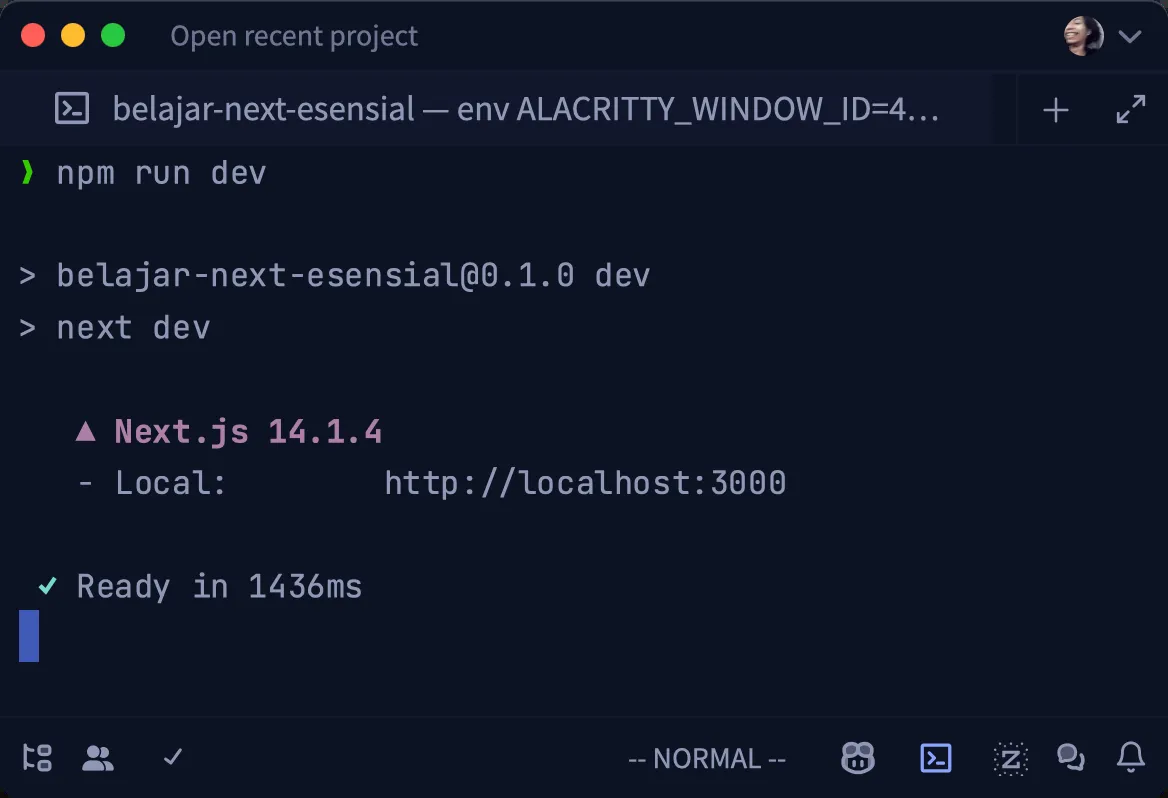 Open recent project
belajar-next-esensial — env ALACRITTY_WINDOW_ID=4…
❯ npm run dev
> belajar-next-esensial@0.1.0 dev
> next dev
▲ Next.js 14.1.4
- Local: http://localhost:3000
✓ Ready in 1436ms
-- NORMAL --